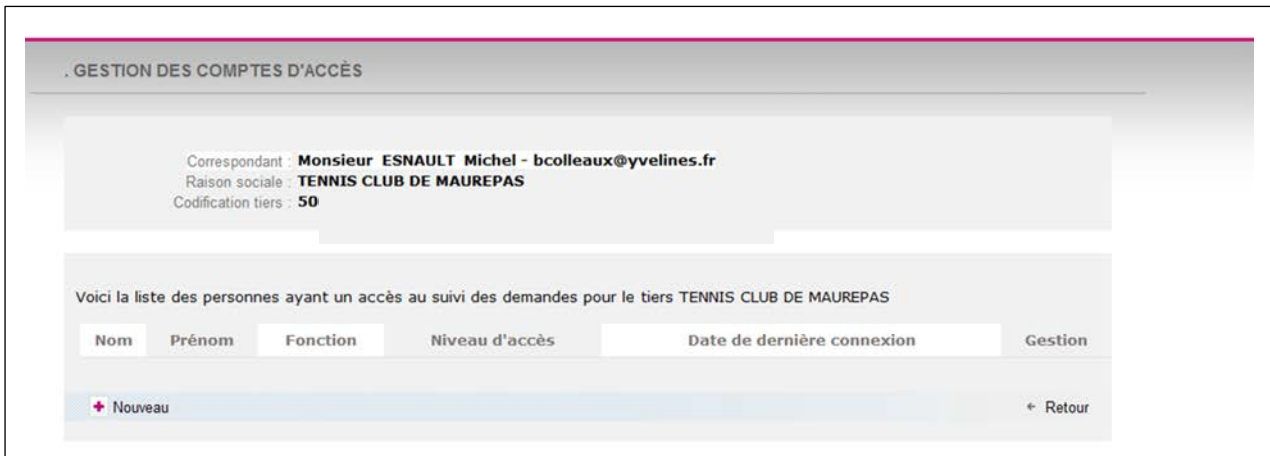 . GESTION DES COMPTES D'ACCÈS
Correspondant : Monsieur ESNAULT Michel - bcolleaux@yvelines.fr
Raison sociale : TENNIS CLUB DE MAUREPAS
Codification tiers : 50
Voici la liste des personnes ayant un accès au suivi des demandes pour le tiers TENNIS CLUB DE MAUREPAS
Nom Prénom Fonction Niveau d'accès Date de dernière connexion Gestion
+ Nouveau ← Retour